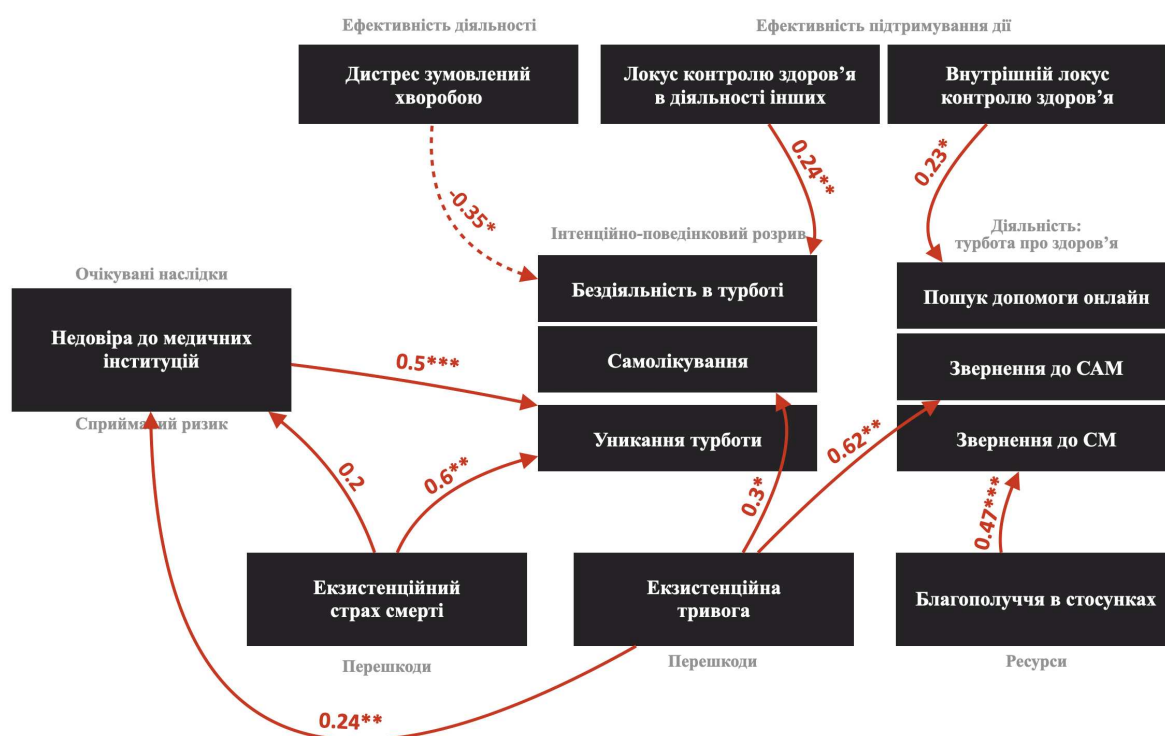 Ефективність діяльності
Ефективність підтримування дії
Дистрес зумовлений
хворобою
Локус контролю здоров’я
в діяльності інших
Внутрішній локус
контролю здоров’я
-0.35*
0.24**
0.23*
Інтенційно-поведінковий розрив
Діяльність:
турбота про здоров’я
Очікувані наслідки
Недовіра до медичних
інституцій
Сприйманий ризик
Бездіяльність в турботі
Самолікування
Уникання турботи
Пошук допомоги онлайн
Звернення до САМ
Звернення до СМ
0.5***
0.2
0.6**
0.3*
0.62**
0.47***
Екзистенційний
страх смерті
Екзистенційна
тривога
Благополуччя в стосунках
Перешкоди
Перешкоди
Ресурси
0.24**